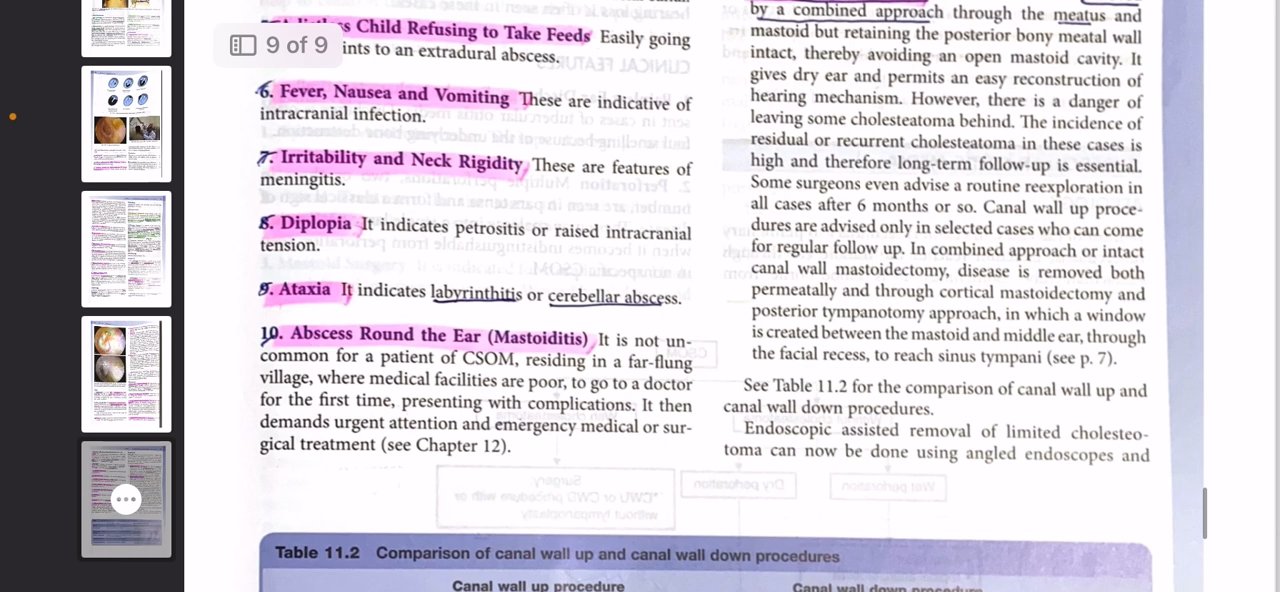 9 of 9
s Child Refusing to Take Feeds Easily going
ints to an extradural abscess.
6. Fever, Nausea and Vomiting These are indicative of
intracranial infection.
7. Irritability and Neck Rigidity These are features of
meningitis.
8. Diplopia It indicates petrositis or raised intracranial
tension.
9. Ataxia It indicates labyrinthitis or cerebellar abscess.
10. Abscess Round the Ear (Mastoiditis) It is not un-
common for a patient of CSOM, residing in a far-flung
village, where medical facilities are poor, to go to a doctor
for the first time, presenting with complications. It then
demands urgent attention and emergency medical or sur-
gical treatment (see Chapter 12).
by a combined approach through the meatus and
mastoid but retaining the posterior bony meatal wall
intact, thereby avoiding an open mastoid cavity. It
gives dry ear and permits an easy reconstruction of
hearing mechanism. However, there is a danger of
leaving some cholesteatoma behind. The incidence of
residual or recurrent cholesteatoma in these cases is
high and therefore long-term follow-up is essential.
Some surgeons even advise a routine reexploration in
all cases after 6 months or so. Canal wall up proce-
dures are advised only in selected cases who can come
for regular follow up. In combined approach or intact
canal wall mastoidectomy, disease is removed both
permeatally and through cortical mastoidectomy and
posterior tympanotomy approach, in which a window
is created between the mastoid and middle ear, through
the facial recess, to reach sinus tympani (see p. 7).
See Table 11.2 for the comparison of canal wall up and
canal wall down procedures.
Endoscopic assisted removal of limited cholesteo-
toma can now be done using angled endoscopes and
Table 11.2 Comparison of canal wall up and canal wall down procedures
Canal wall up procedure
Canal wall down procedure